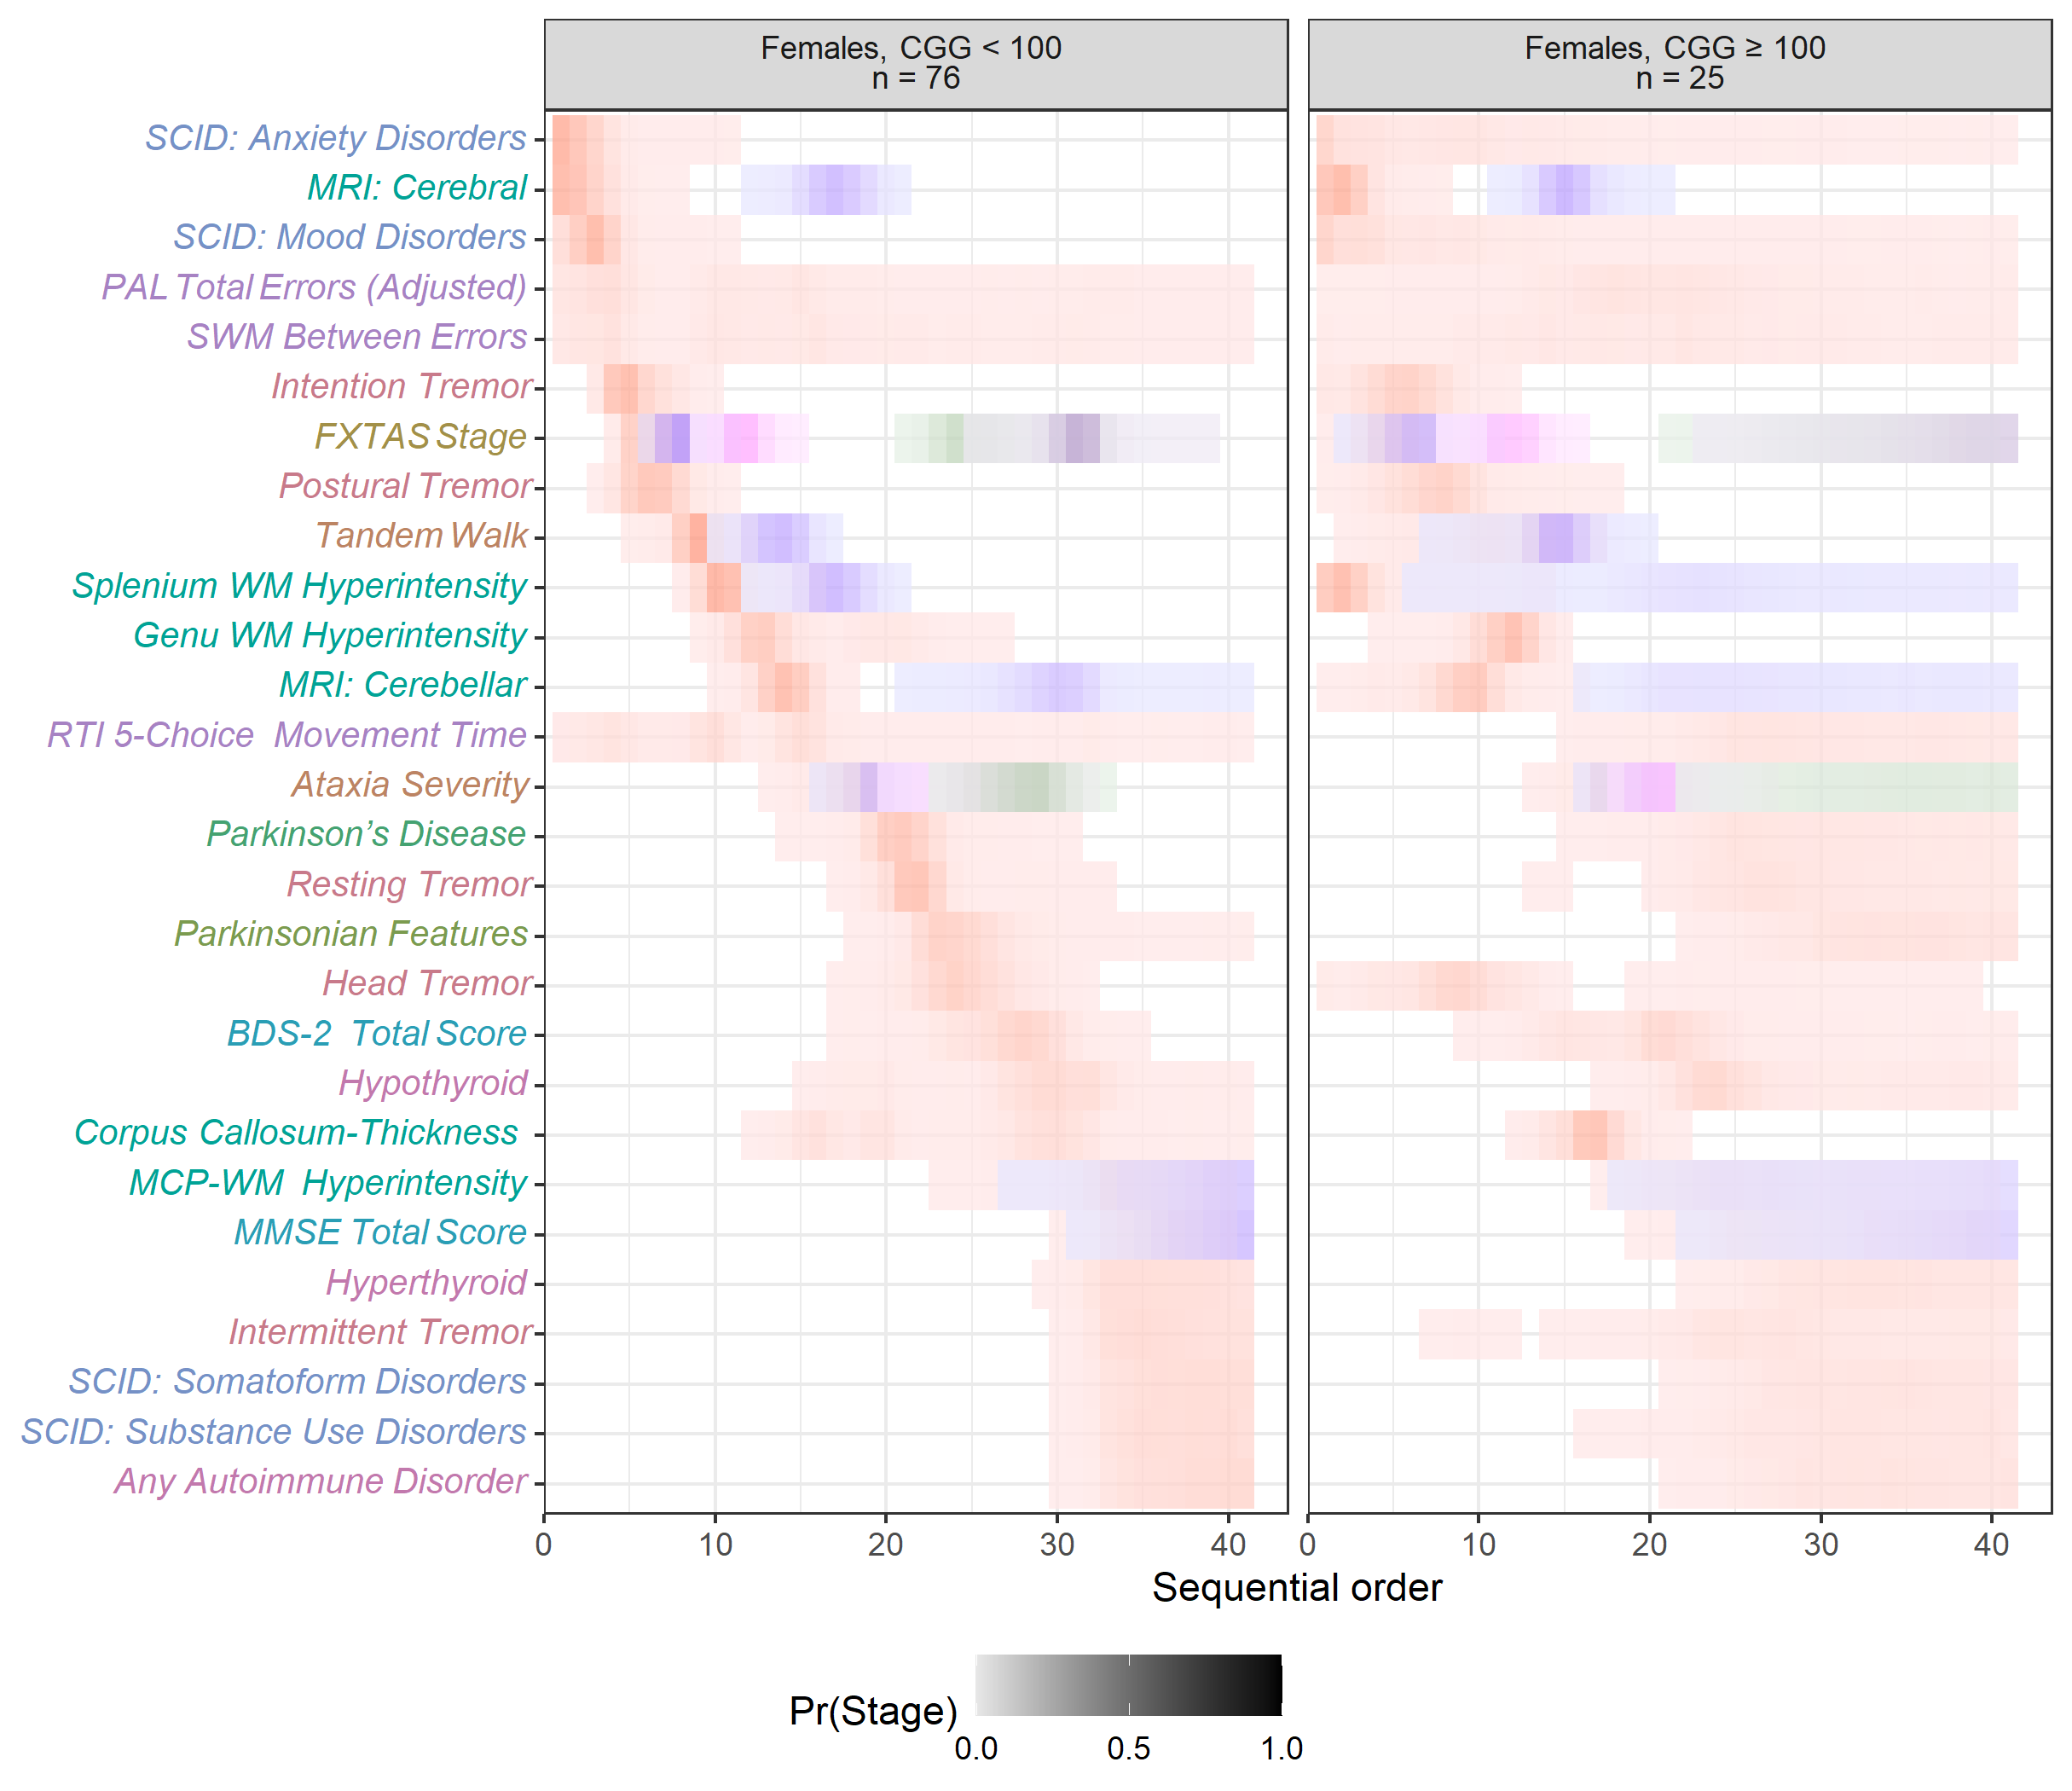 Females, CGG < 100
n = 76
Females, CGG ≥ 100
n = 25
SCID: Anxiety Disorders
MRI: Cerebral
SCID: Mood Disorders
PAL Total Errors (Adjusted)
SWM Between Errors
Intention Tremor
FXTAS Stage
Postural Tremor
Tandem Walk
Splenium WM Hyperintensity
Genu WM Hyperintensity
MRI: Cerebellar
RTI 5-Choice Movement Time
Ataxia Severity
Parkinson's Disease
Resting Tremor
Parkinsonian Features
Head Tremor
BDS-2 Total Score
Hypothyroid
Corpus Callosum-Thickness
MCP-WM Hyperintensity
MMSE Total Score
Hyperthyroid
Intermittent Tremor
SCID: Somatoform Disorders
SCID: Substance Use Disorders
Any Autoimmune Disorder
0 10 20 30 40 0 10 20 30 40
Sequential order
Pr(Stage)
0.0 0.5 1.0